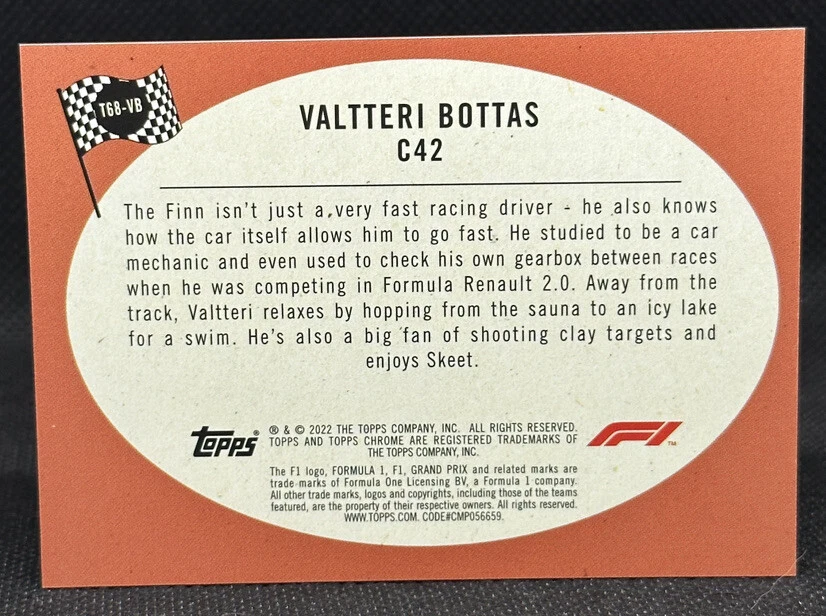 T68-VB
VALTTERI BOTTAS
C42
The Finn isn't just a very fast racing driver - he also knows
how the car itself allows him to go fast. He studied to be a car
mechanic and even used to check his own gearbox between races
when he was competing in Formula Renault 2.0. Away from the
track, Valtteri relaxes by hopping from the sauna to an icy lake
for a swim. He's also a big fan of shooting clay targets and
enjoys Skeet.
topps®
® & © 2022 THE TOPPS COMPANY, INC. ALL RIGHTS RESERVED.
TOPPS AND TOPPS CHROME ARE REGISTERED TRADEMARKS OF
THE TOPPS COMPANY, INC.
F1™
The F1 logo, FORMULA 1, F1, GRAND PRIX and related marks are
trade marks of Formula One Licensing BV, a Formula 1 company.
All other trade marks, logos and copyrights, including those of the teams
featured, are the property of their respective owners. All rights reserved.
WWW.TOPPS.COM. CODE#CMP056659.